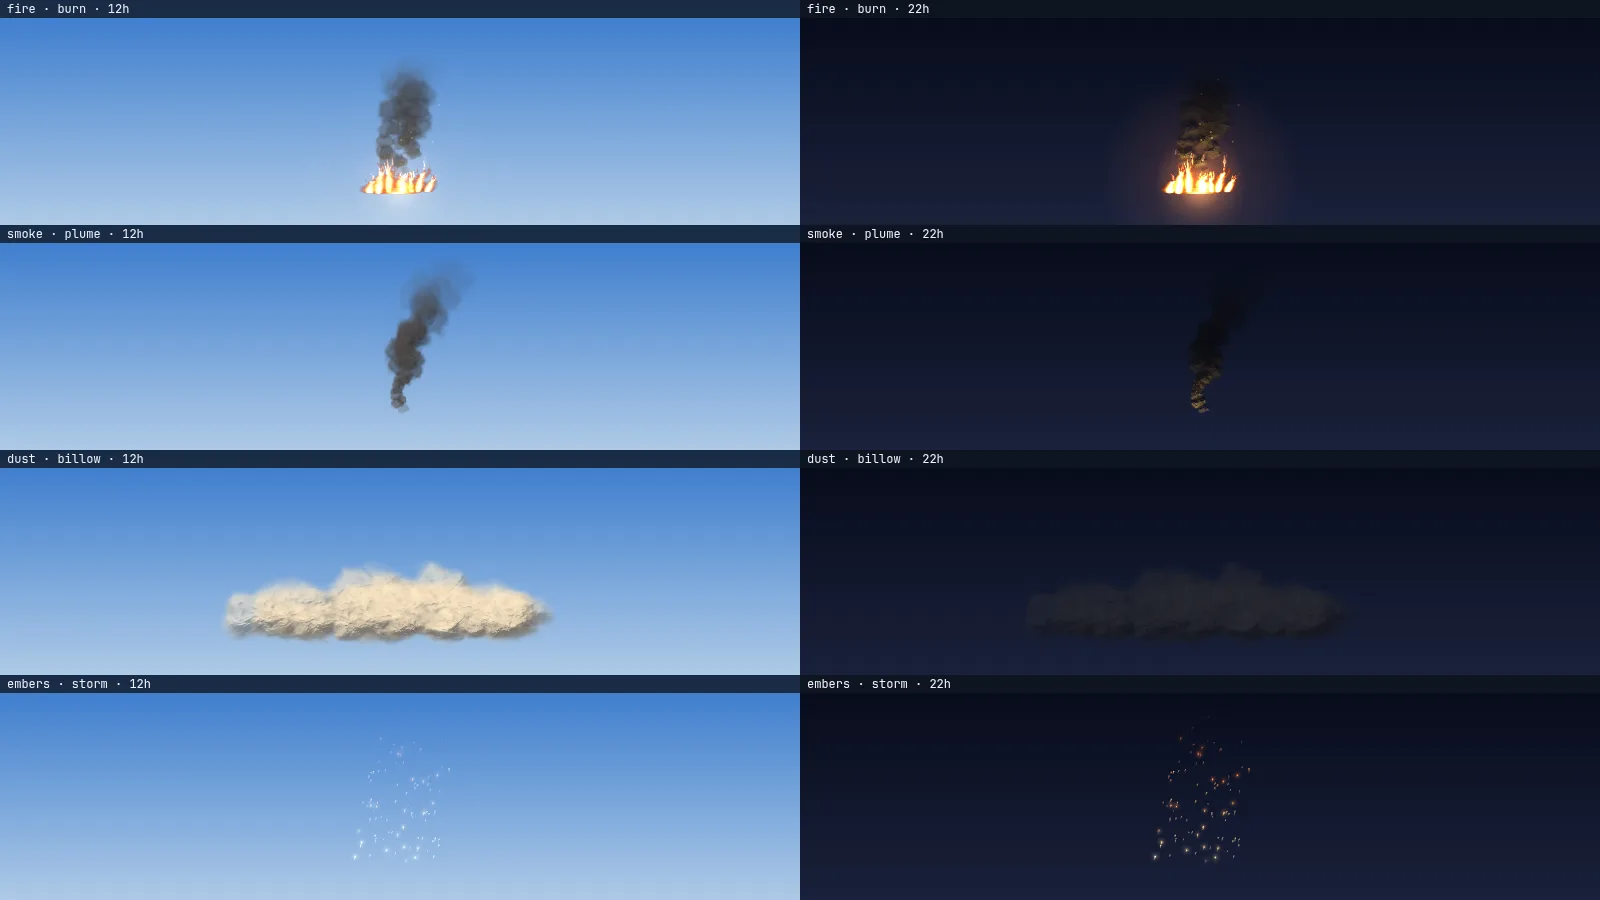 fire · burn · 12h
fire · burn · 22h
smoke · plume · 12h
smoke · plume · 22h
dust · billow · 12h
dust · billow · 22h
embers · storm · 12h
embers · storm · 22h